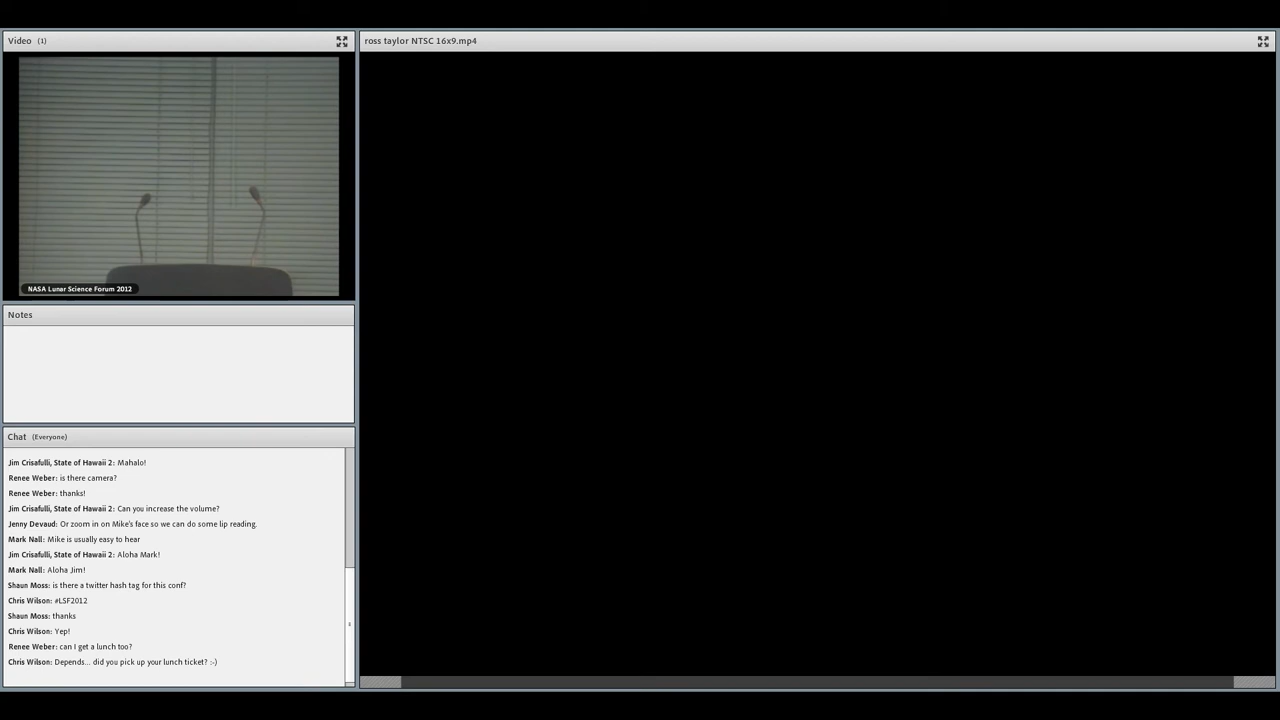 Video (1)
ross taylor NTSC 16x9.mp4
NASA Lunar Science Forum 2012
Notes
Chat (Everyone)
Jim Crisafulli, State of Hawaii 2: Mahalo!
Renee Weber: is there camera?
Renee Weber: thanks!
Jim Crisafulli, State of Hawaii 2: Can you increase the volume?
Jenny Devaud: Or zoom in on Mike's face so we can do some lip reading.
Mark Nall: Mike is usually easy to hear
Jim Crisafulli, State of Hawaii 2: Aloha Mark!
Mark Nall: Aloha Jim!
Shaun Moss: is there a twitter hash tag for this conf?
Chris Wilson: #LSF2012
Shaun Moss: thanks
Chris Wilson: Yep!
Renee Weber: can I get a lunch too?
Chris Wilson: Depends... did you pick up your lunch ticket? :-)